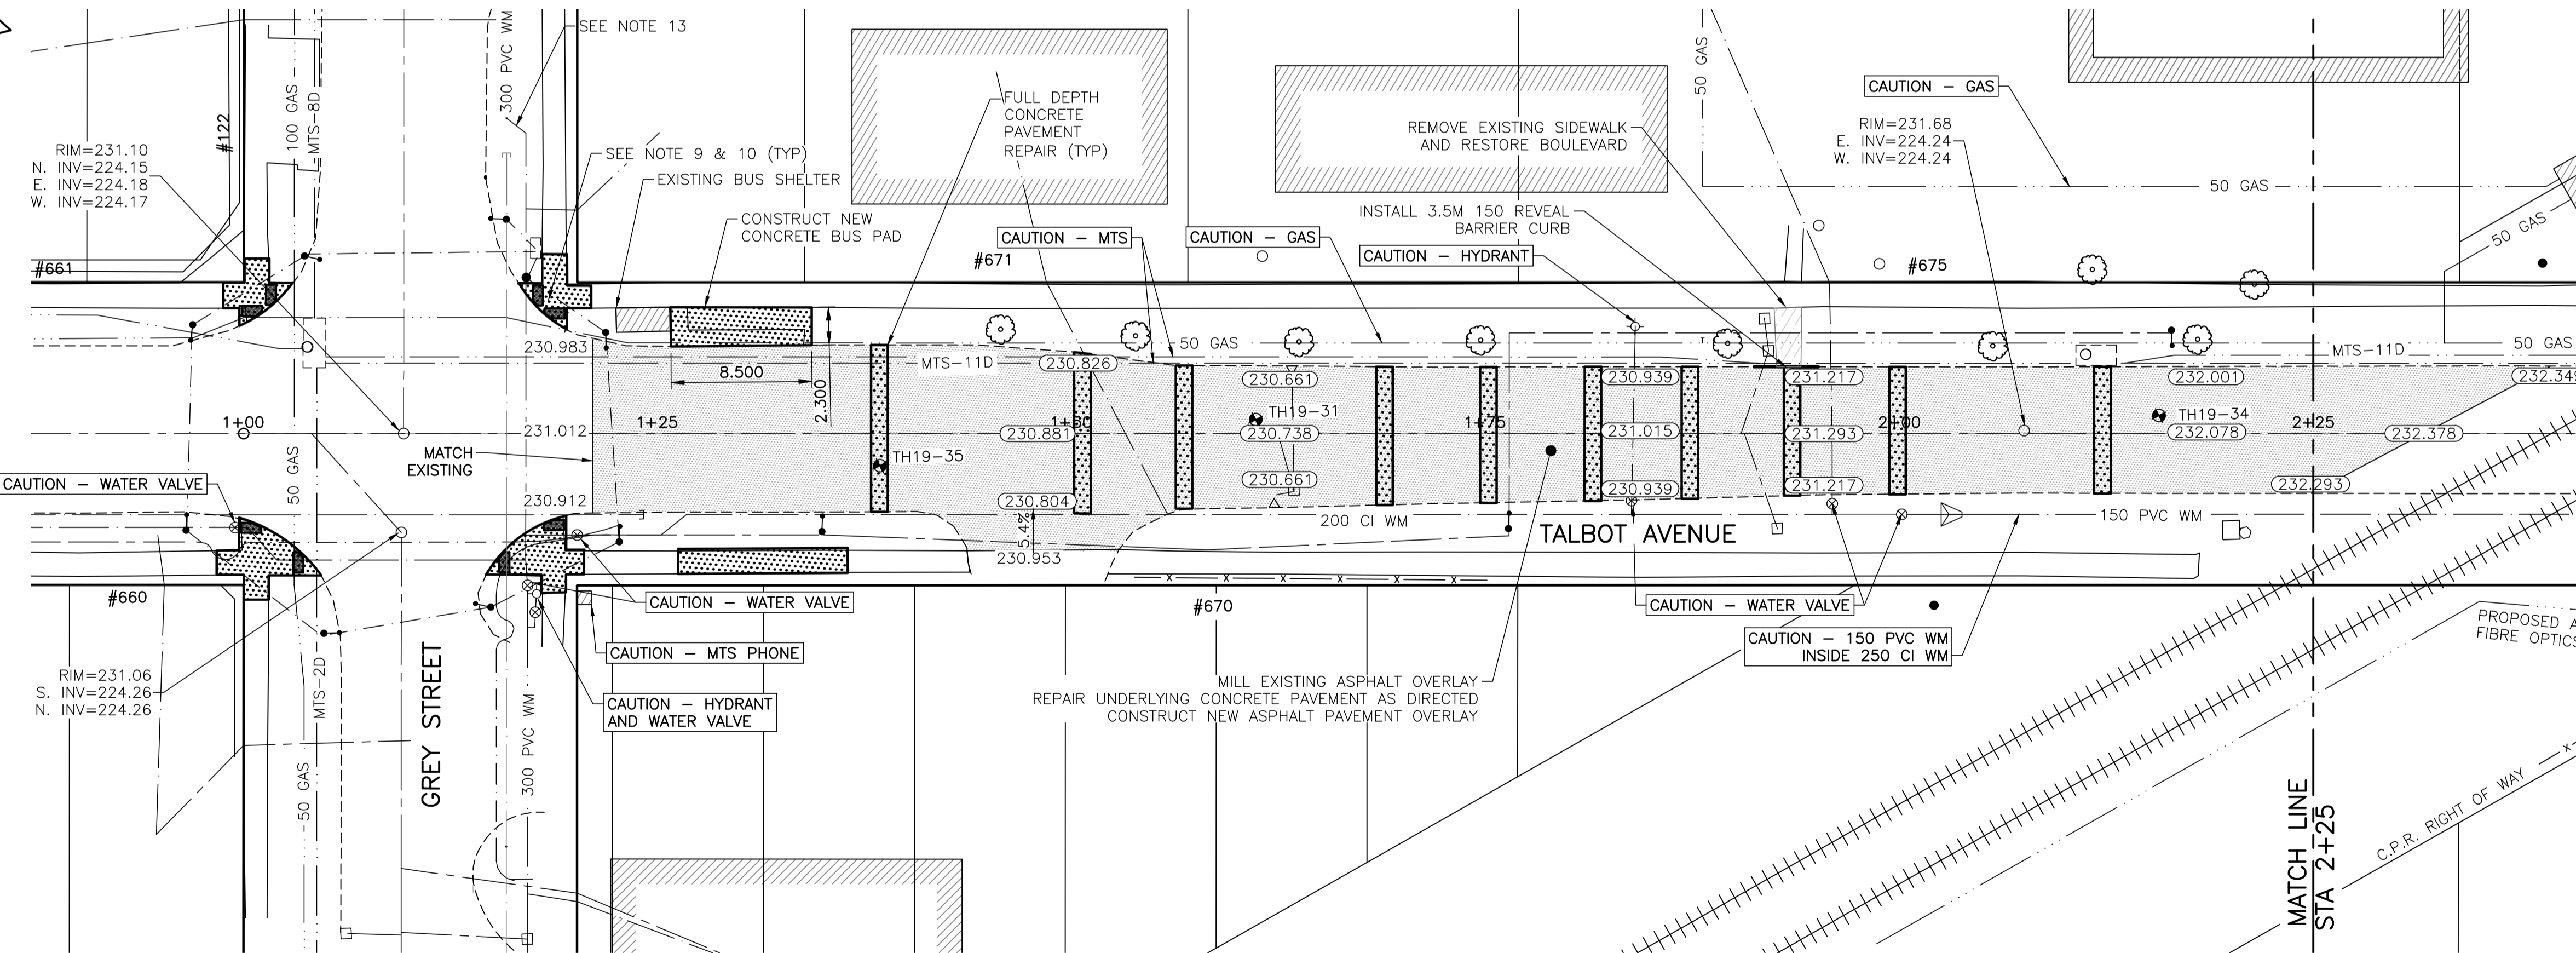 SEE NOTE 13
300 PVC WM
100 GAS
MTS-8D
#122
RIM=231.10
N. INV=224.15
E. INV=224.18
W. INV=224.17
SEE NOTE 9 & 10 (TYP)
EXISTING BUS SHELTER
CONSTRUCT NEW
CONCRETE BUS PAD
FULL DEPTH
CONCRETE
PAVEMENT
REPAIR (TYP)
CAUTION - MTS
#671
CAUTION - GAS
REMOVE EXISTING SIDEWALK
AND RESTORE BOULEVARD
INSTALL 3.5M 150 REVEAL
BARRIER CURB
CAUTION - HYDRANT
50 GAS
CAUTION - GAS
RIM=231.68
E. INV=224.24
W. INV=224.24
50 GAS
50 GAS
#661
#675
230.983
8.500
2.300
MTS-11D
230.826
50 GAS
230.661
230.939
231.217
232.001
MTS-11D
50 GAS
232.349
1+00
MATCH
EXISTING
231.012
1+25
TH19-35
230.881
1+50
TH19-31
230.738
1+75
231.015
231.293
2+00
TH19-34
232.078
2+25
232.378
CAUTION - WATER VALVE
50 GAS
230.912
230.804
5.4%
230.953
230.661
230.939
231.217
232.293
200 CI WM
TALBOT AVENUE
150 PVC WM
#660
CAUTION - WATER VALVE
#670
CAUTION - WATER VALVE
CAUTION - 150 PVC WM
INSIDE 250 CI WM
PROPOSED A
FIBRE OPTICS
CAUTION - MTS PHONE
RIM=231.06
S. INV=224.26
N. INV=224.26
MTS-2D
GREY STREET
CAUTION - HYDRANT
AND WATER VALVE
MILL EXISTING ASPHALT OVERLAY
REPAIR UNDERLYING CONCRETE PAVEMENT AS DIRECTED
CONSTRUCT NEW ASPHALT PAVEMENT OVERLAY
50 GAS
300 PVC WM
MATCH LINE
STA 2+25
C.P.R. RIGHT OF WAY